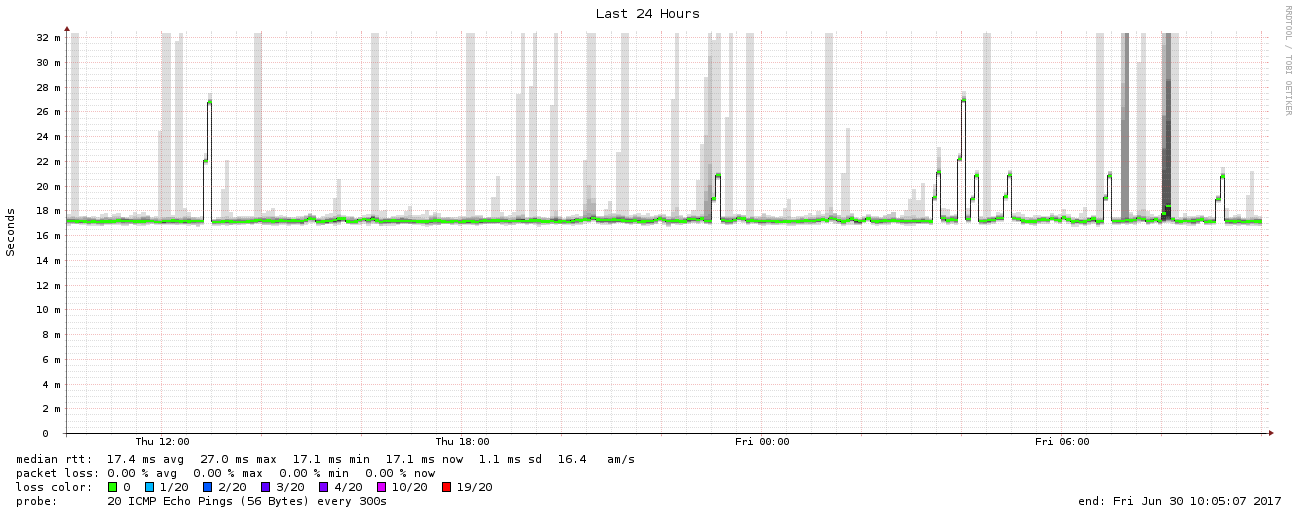 Last 24 Hours
RRDTOOL / TOBI OETIKER
Seconds
32 m
30 m
28 m
26 m
24 m
22 m
20 m
18 m
16 m
14 m
12 m
10 m
8 m
6 m
4 m
2 m
0
Thu 12:00 Thu 18:00 Fri 00:00 Fri 06:00
median rtt: 17.4 ms avg 27.0 ms max 17.1 ms min 17.1 ms now 1.1 ms sd 16.4 am/s
packet loss: 0.00 % avg 0.00 % max 0.00 % min 0.00 % now
loss color: 0 1/20 2/20 3/20 4/20 10/20 19/20
probe: 20 ICMP Echo Pings (56 Bytes) every 300s end: Fri Jun 30 10:05:07 2017